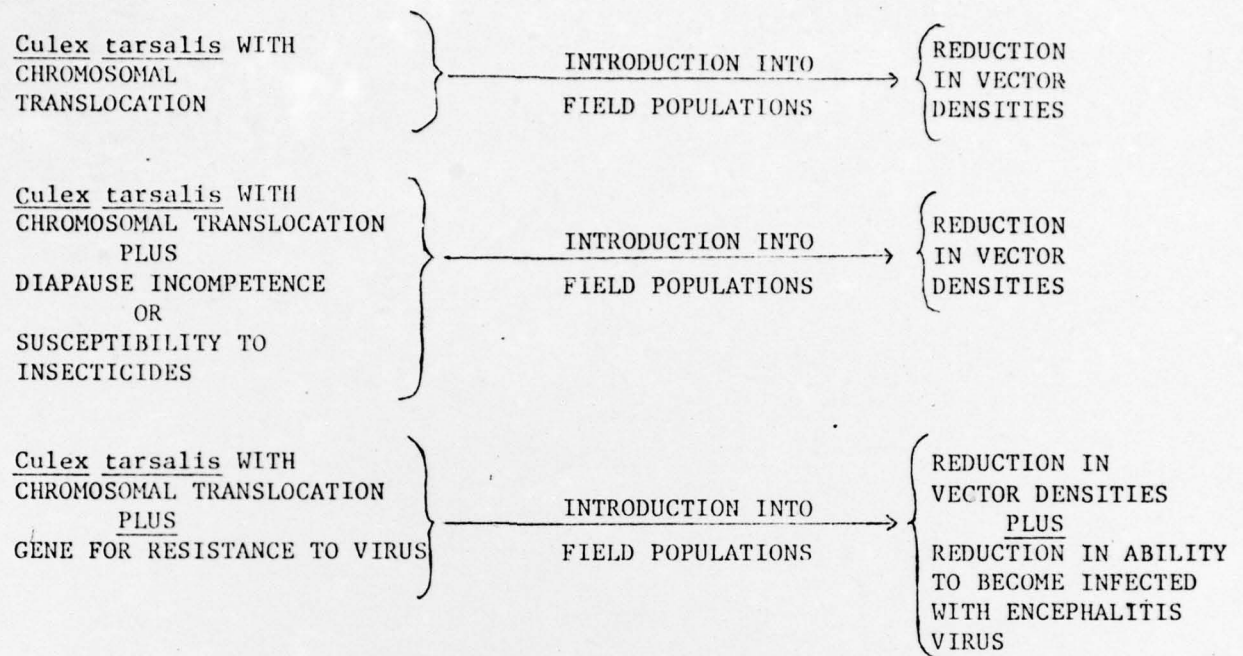 Culex tarsalis WITH
CHROMOSOMAL
TRANSLOCATION
INTRODUCTION INTO
FIELD POPULATIONS
REDUCTION
IN VECTOR
DENSITIES
Culex tarsalis WITH
CHROMOSOMAL TRANSLOCATION
PLUS
DIAPAUSE INCOMPETENCE
OR
SUSCEPTIBILITY TO
INSECTICIDES
INTRODUCTION INTO
FIELD POPULATIONS
REDUCTION
IN VECTOR
DENSITIES
Culex tarsalis WITH
CHROMOSOMAL TRANSLOCATION
PLUS
GENE FOR RESISTANCE TO VIRUS
INTRODUCTION INTO
FIELD POPULATIONS
REDUCTION IN
VECTOR DENSITIES
PLUS
REDUCTION IN ABILITY
TO BECOME INFECTED
WITH ENCEPHALITIS
VIRUS